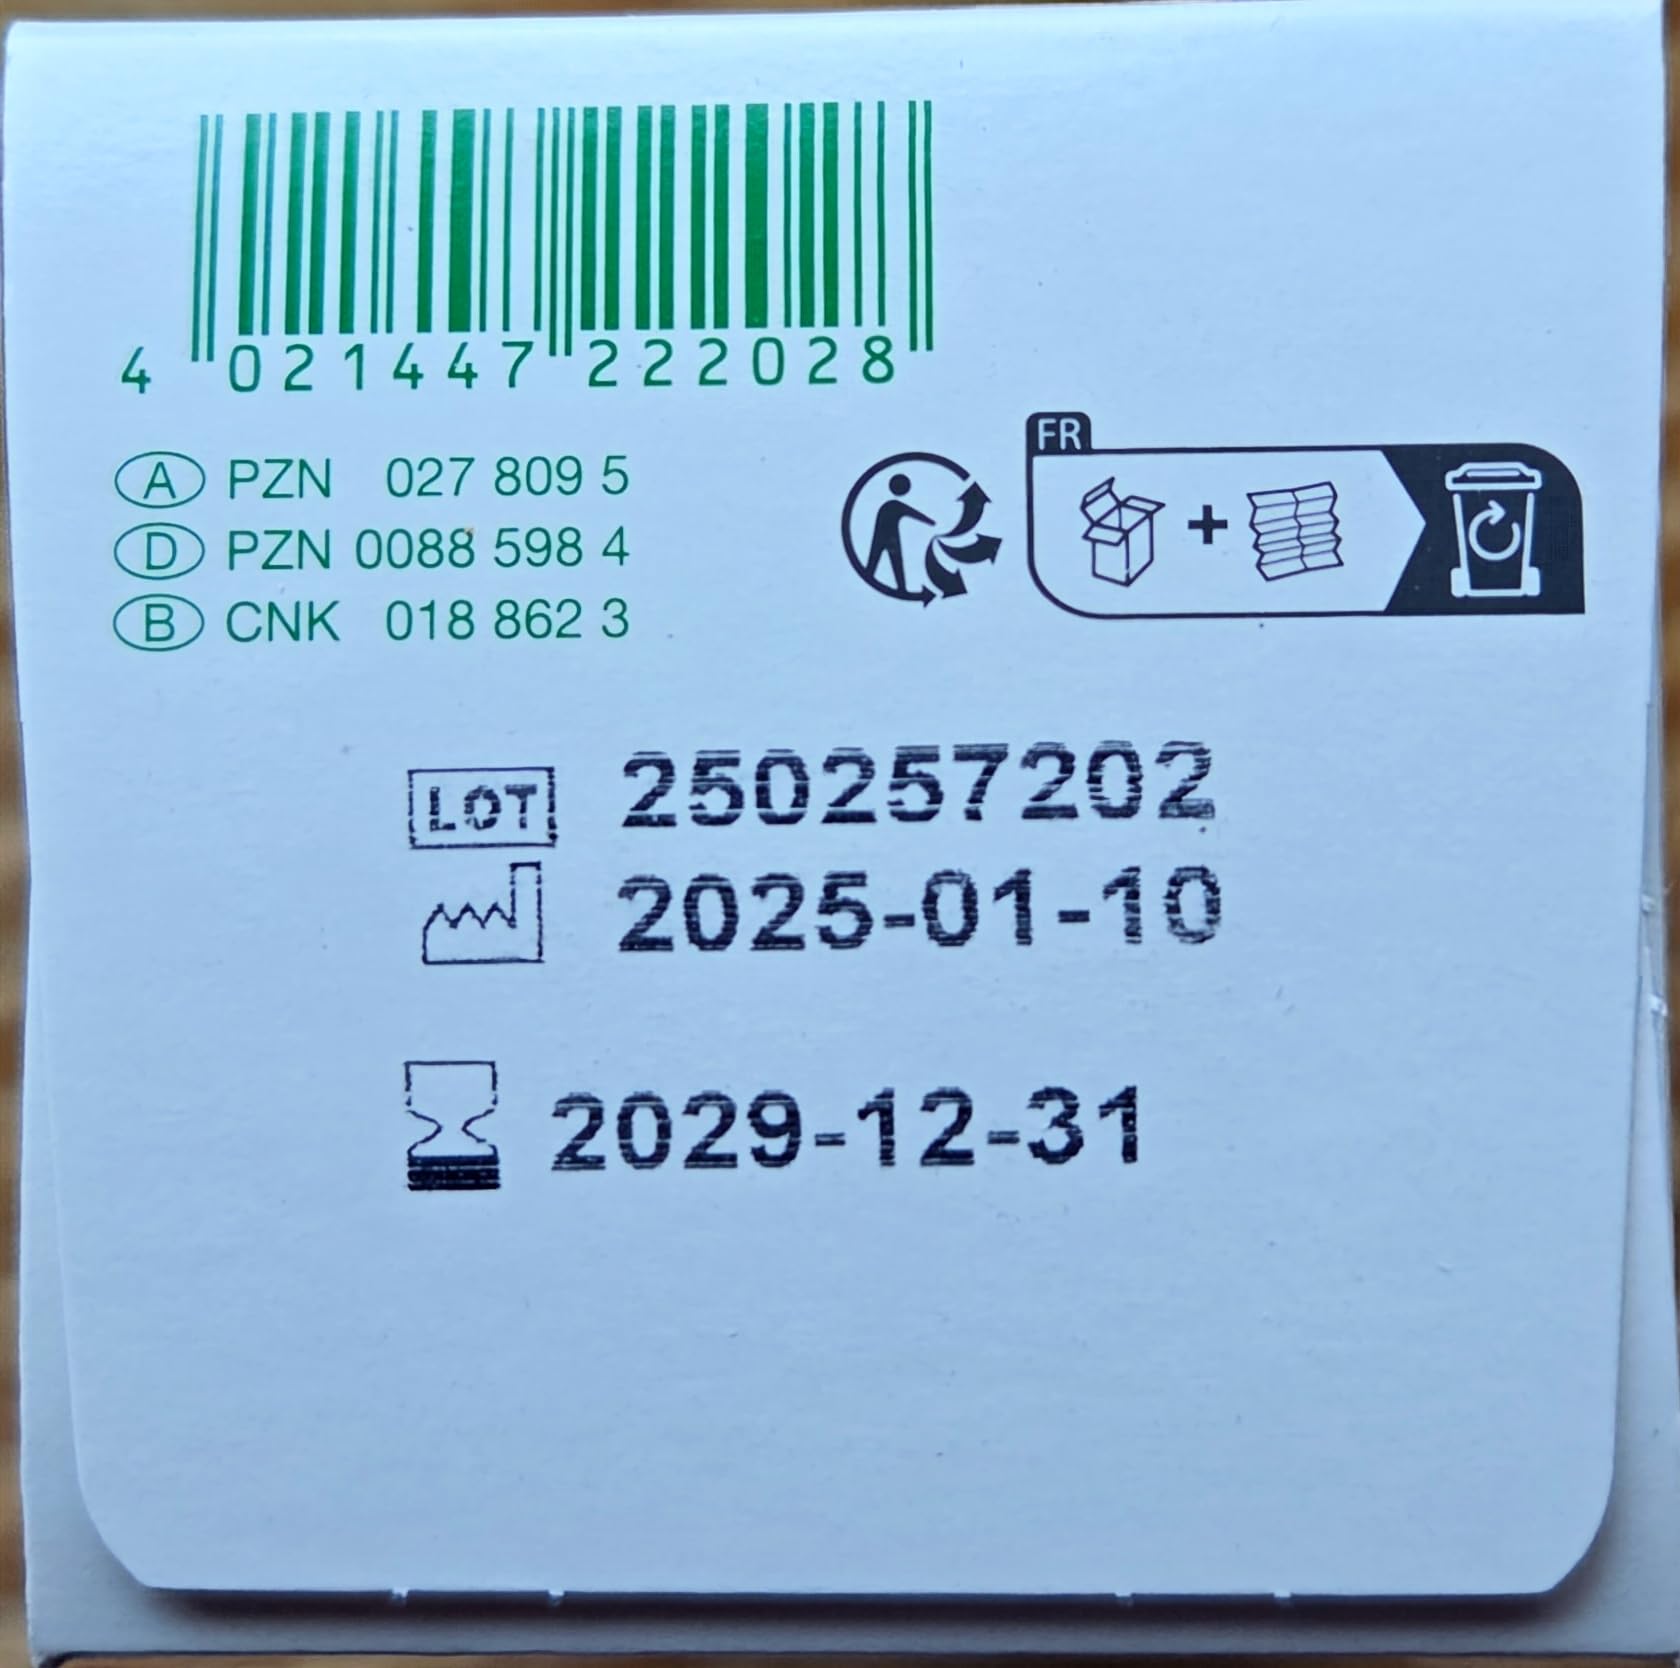 4 021447 222028
A PZN 027 809 5
D PZN 0088 598 4
B CNK 018 862 3
FR
+
LOT 250257202
2025-01-10
2029-12-31